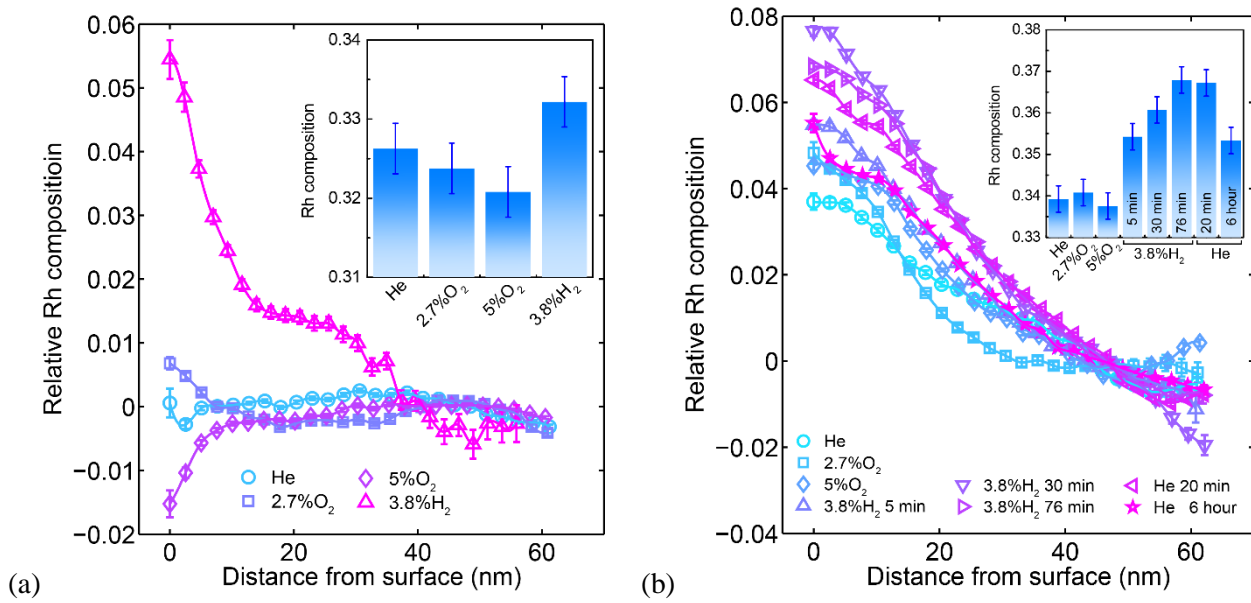 0.06
0.05
0.04
0.03
0.02
0.01
0
−0.01
0.02
Relative Rh composition
0 20 40 60
Distance from surface (nm)
He
2.7%O₂
5%O₂
3.8%H₂
0.34
0.33
0.32
0.31
Rh composition
He 2.7%O₂ 5%O₂ 3.8%H₂
(a)
0.08
0.06
0.04
0.02
0
−0.02
−0.04
Relative Rh compositioin
0 20 40 60
Distance from surface (nm)
He
2.7%O₂
5%O₂
3.8%H₂ 5 min
3.8%H₂ 30 min
3.8%H₂ 76 min
He 20 min
He 6 hour
0.38
0.37
0.36
0.35
0.34
0.33
Rh composition
5 min 30 min 76 min 20 min 6 hour
He 2.7%O₂ 5%O₂ 3.8%H₂ He
(b)